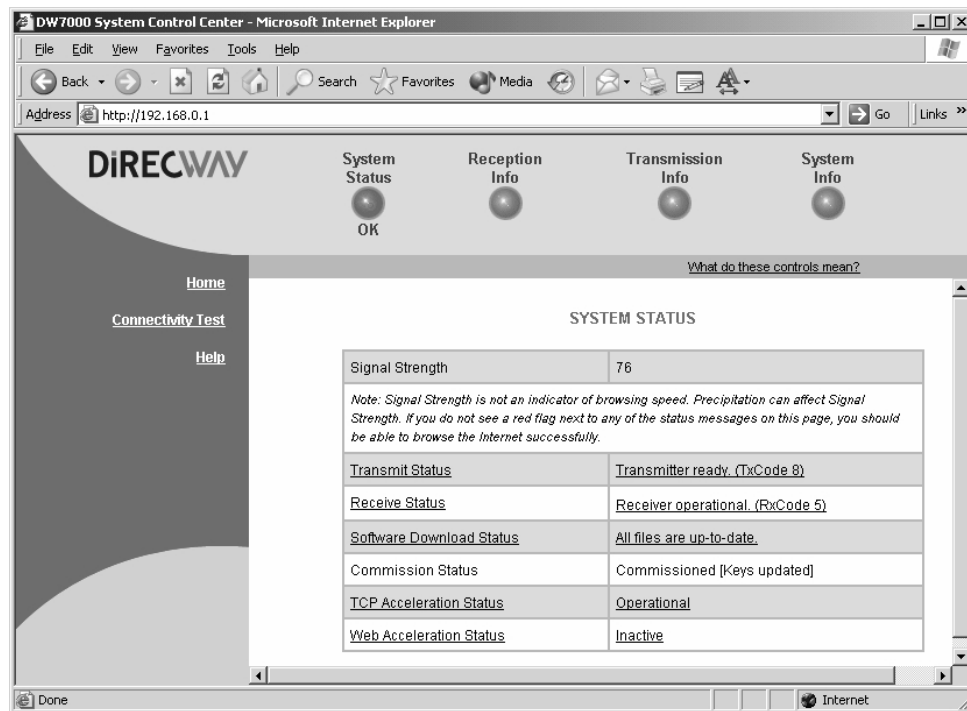 DW7000 System Control Center - Microsoft Internet Explorer
File Edit View Favorites Tools Help
Back Search Favorites Media
Address http://192.168.0.1 Go Links »
DiRECWAY
System Status
OK
Reception Info
Transmission Info
System Info
What do these controls mean?
Home
Connectivity Test
Help
SYSTEM STATUS
Signal Strength 76
Note: Signal Strength is not an indicator of browsing speed. Precipitation can affect Signal
Strength. If you do not see a red flag next to any of the status messages on this page, you should
be able to browse the Internet successfully.
Transmit Status Transmitter ready. (TxCode 8)
Receive Status Receiver operational. (RxCode 5)
Software Download Status All files are up-to-date.
Commission Status Commissioned [Keys updated]
TCP Acceleration Status Operational
Web Acceleration Status Inactive
Done Internet